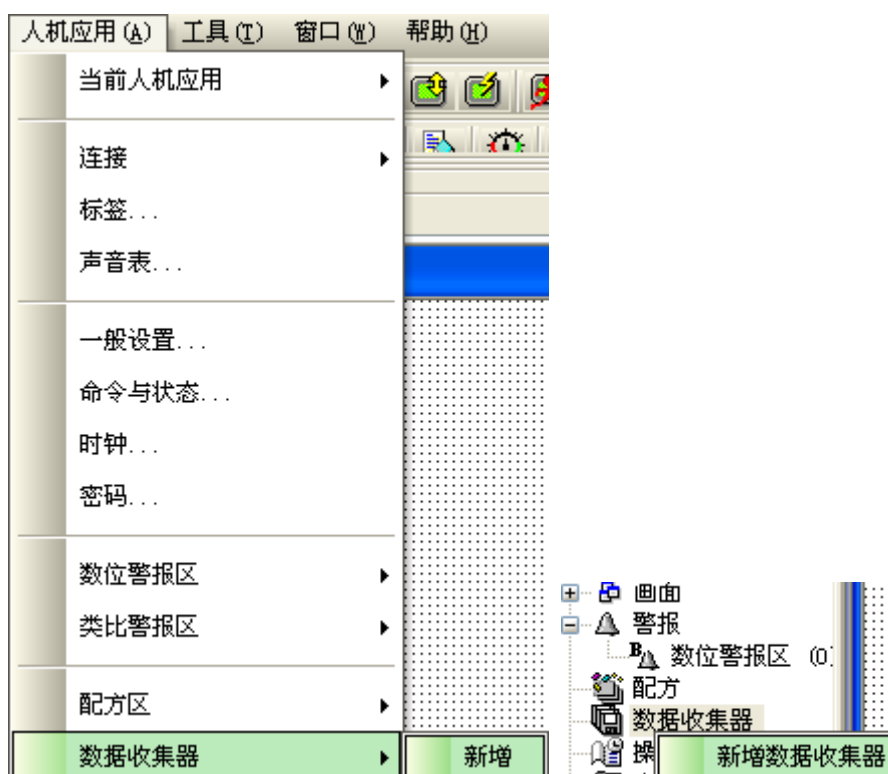 人机应用(A) 工具(T) 窗口(W) 帮助(H)
当前人机应用
连接
标签...
声音表...
一般设置...
命令与状态...
时钟...
密码...
数位警报区
类比警报区
配方区
数据收集器
新增
画面
警报
数位警报区 (0)
配方
数据收集器
操
新增数据收集器